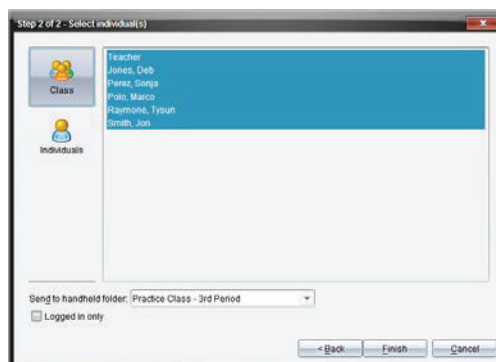 Step 2 of 2 - Select individual(s)
Class
Individuals
Teacher
Jones, Deb
Perez, Sonja
Polo, Marco
Raymone, Tysun
Smith, Jon
Send to handheld folder: Practice Class - 3rd Period
Logged in only
< Back Finish Cancel